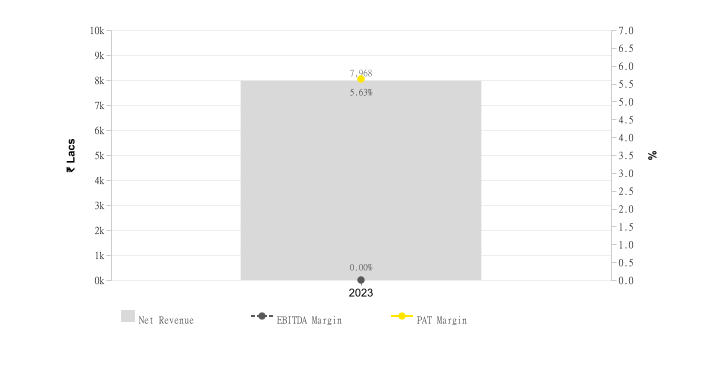 10k
9k
8k
7k
6k
5k
4k
3k
2k
1k
0k
₹ Lacs
7,968
5.63%
0.00%
2023
7.0
6.5
6.0
5.5
5.0
4.5
4.0
3.5
3.0
2.5
2.0
1.5
1.0
0.5
0.0
%
Net Revenue
EBITDA Margin
PAT Margin